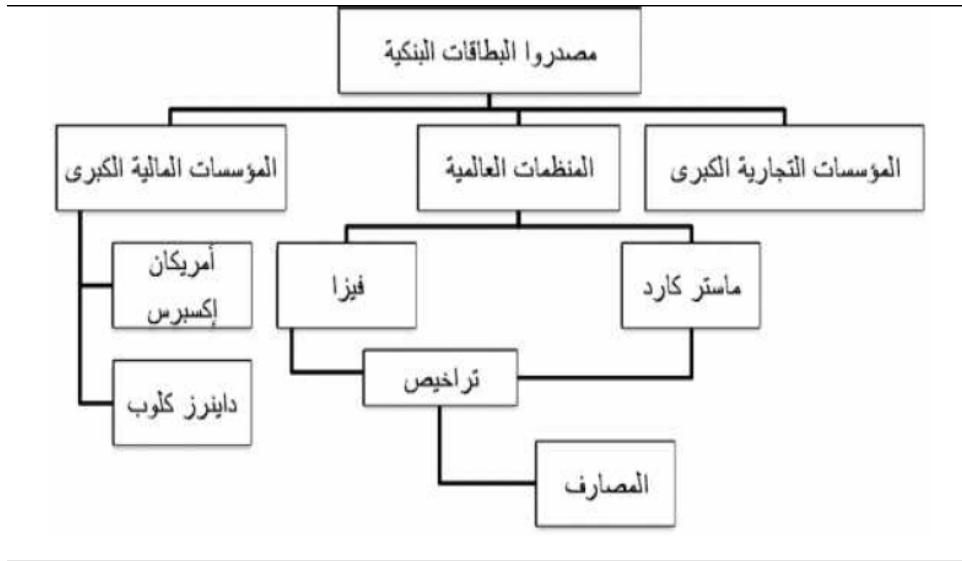 مصدروا البطاقات البنكية
المؤسسات التجارية الكبرى
المنظمات العالمية
المؤسسات المالية الكبرى
ماستر كارد
فيزا
أمريكان
إكسبرس
تراخيص
داينرز كلوب
المصارف